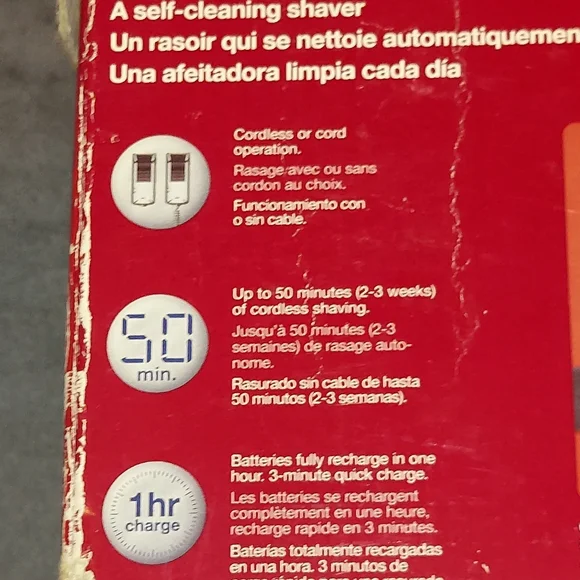 A self-cleaning shaver
Un rasoir qui se nettoie automatiquemen
Una afeitadora limpia cada día
Cordless or cord
operation.
Rasage avec ou sans
cordon au choix.
Funcionamiento con
o sin cable.
50
min.
Up to 50 minutes (2-3 weeks)
of cordless shaving.
Jusqu'à 50 minutes (2-3
semaines) de rasage auto-
nome.
Rasurado sin cable de hasta
50 minutos (2-3 semanas).
1hr
charge
Batteries fully recharge in one
hour. 3-minute quick charge.
Les batteries se rechargent
complètement en une heure,
recharge rapide en 3 minutes.
Baterías totalmente recargadas
en una hora. 3 minutos de